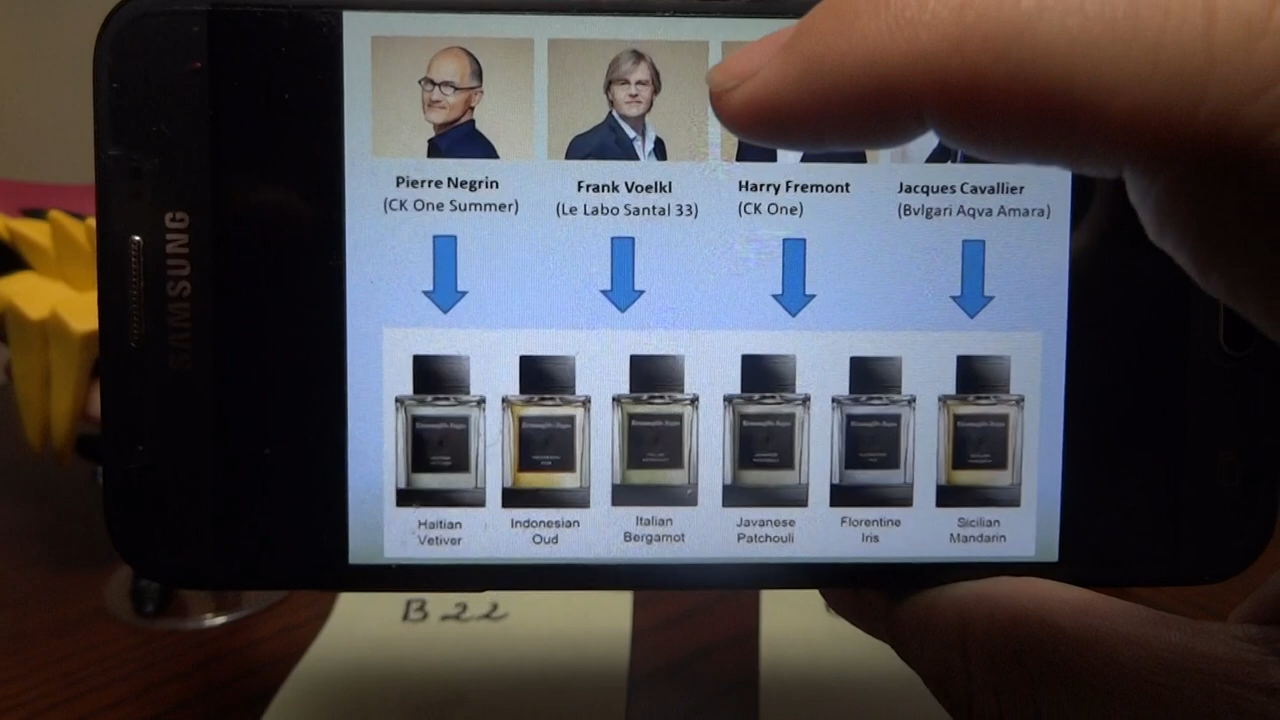 SAMSUNG
Pierre Negrin
(CK One Summer)
Frank Voelkl
(Le Labo Santal 33)
Harry Fremont
(CK One)
Jacques Cavallier
(Bvlgari Aqva Amara)
Haitian
Vetiver
Indonesian
Oud
Italian
Bergamot
Javanese
Patchouli
Florentine
Iris
Sicilian
Mandarin
B 22